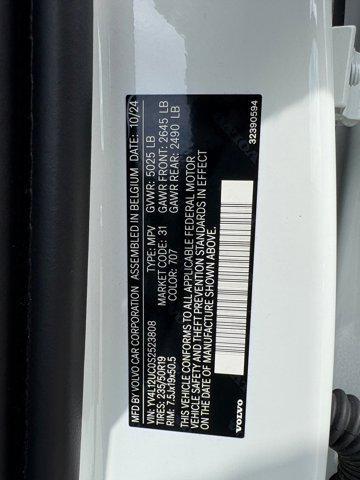 MFD BY VOLVO CAR CORPORATION ASSEMBLED IN BELGIUM DATE: 10/24
VIN: YV4L12UC0S2523808 TYPE: MPV GVWR: 5025 LB
TIRES: 235/50R19 MARKET CODE: 31 GAWR FRONT: 2645 LB
RIM: 7.5Jx19x50.5 COLOR: 707 GAWR REAR: 2490 LB
THIS VEHICLE CONFORMS TO ALL APPLICABLE FEDERAL MOTOR
VEHICLE SAFETY AND THEFT PREVENTION STANDARDS IN EFFECT
ON THE DATE OF MANUFACTURE SHOWN ABOVE.
VOLVO 32390594